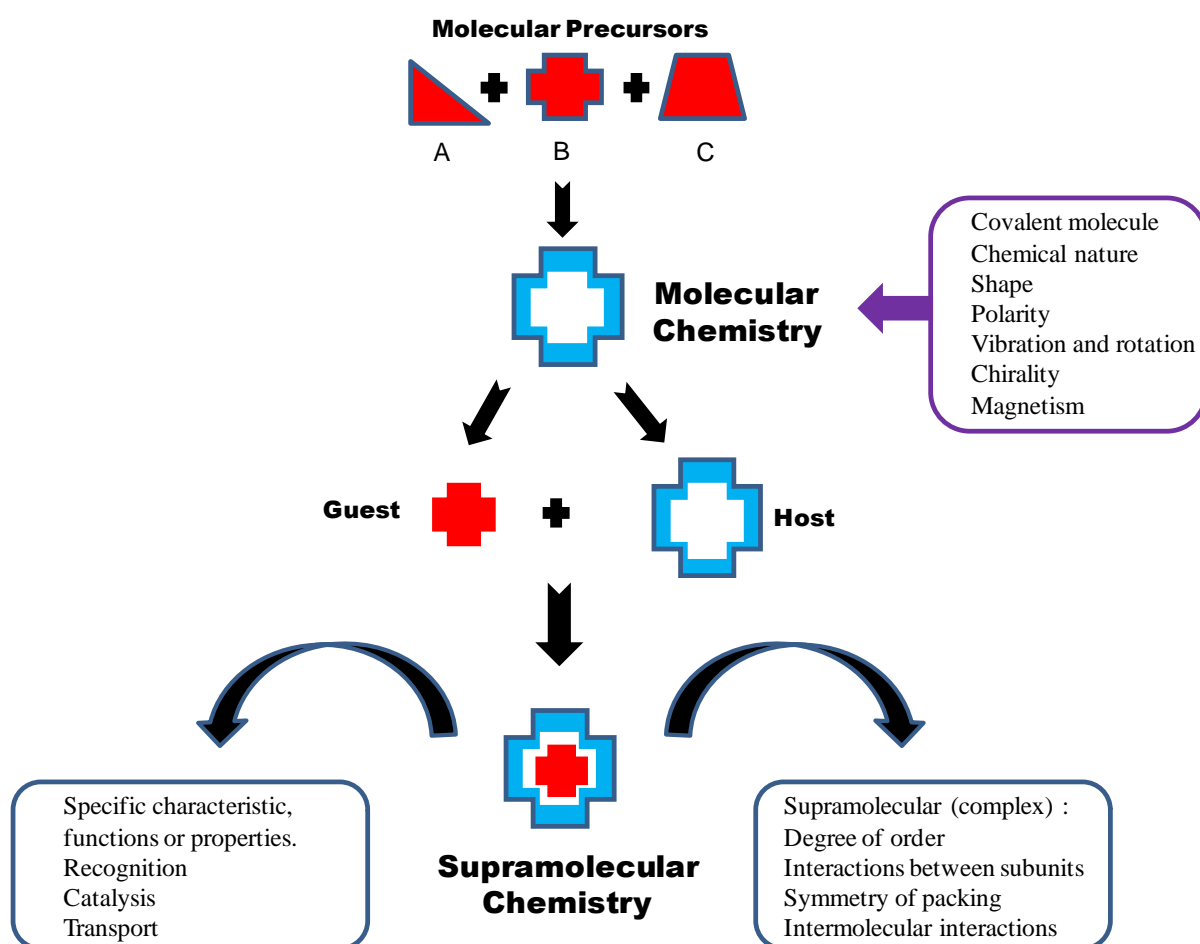 Molecular Precursors
A
B
C
Covalent molecule
Chemical nature
Shape
Polarity
Vibration and rotation
Chirality
Magnetism
Molecular
Chemistry
Guest
Host
Specific characteristic,
functions or properties.
Recognition
Catalysis
Transport
Supramolecular
Chemistry
Supramolecular (complex) :
Degree of order
Interactions between subunits
Symmetry of packing
Intermolecular interactions